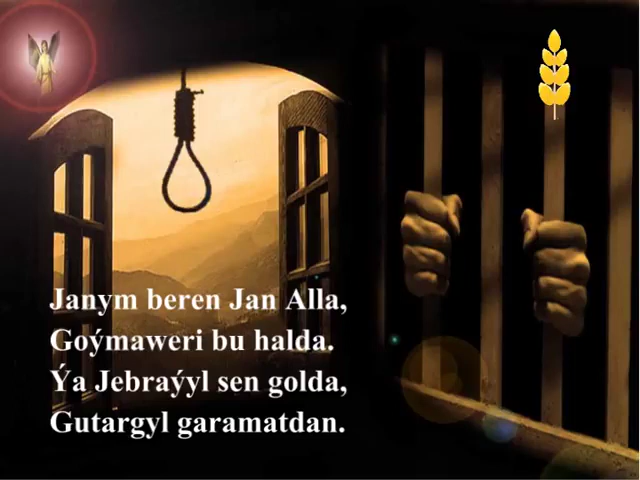 Janym beren Jan Alla,
Goýmaweri bu halda.
Ýa Jebraýyl sen golda,
Gutargyl garamatdan.